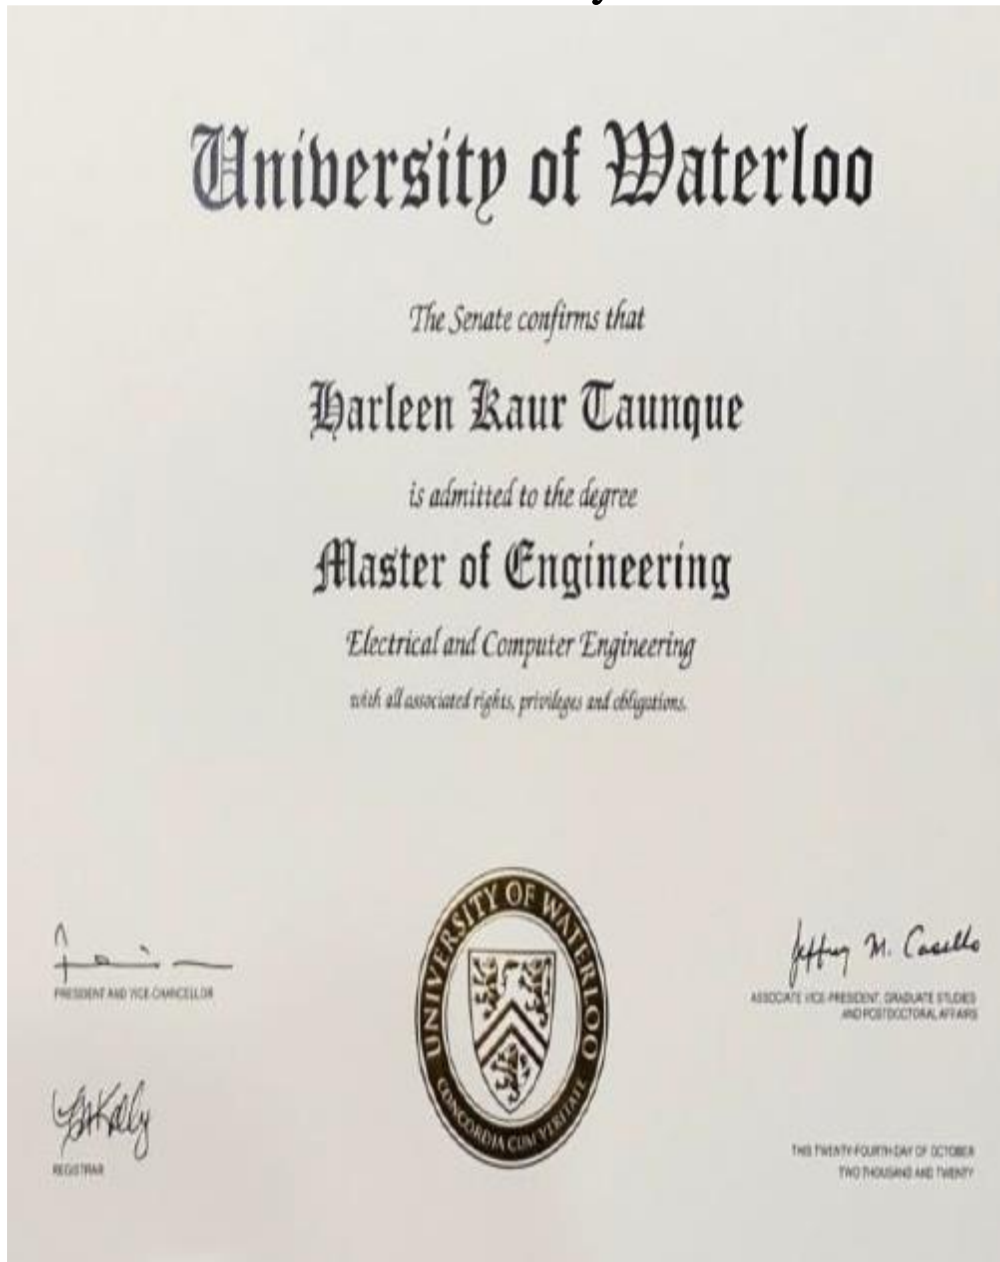 University of Waterloo
The Senate confirms that
Harleen Kaur Taunque
is admitted to the degree
Master of Engineering
Electrical and Computer Engineering
with all associated rights, privileges and obligations.
PRESIDENT AND VICE-CHANCELLOR
Jeffrey M. Casello
ASSOCIATE VICE-PRESIDENT, GRADUATE STUDIES
AND POSTDOCTORAL AFFAIRS
UNIVERSITY OF WATERLOO
CONCORDIA CUM VERITATE
REGISTRAR
THIS TWENTY-FOURTH DAY OF OCTOBER
TWO THOUSAND AND TWENTY